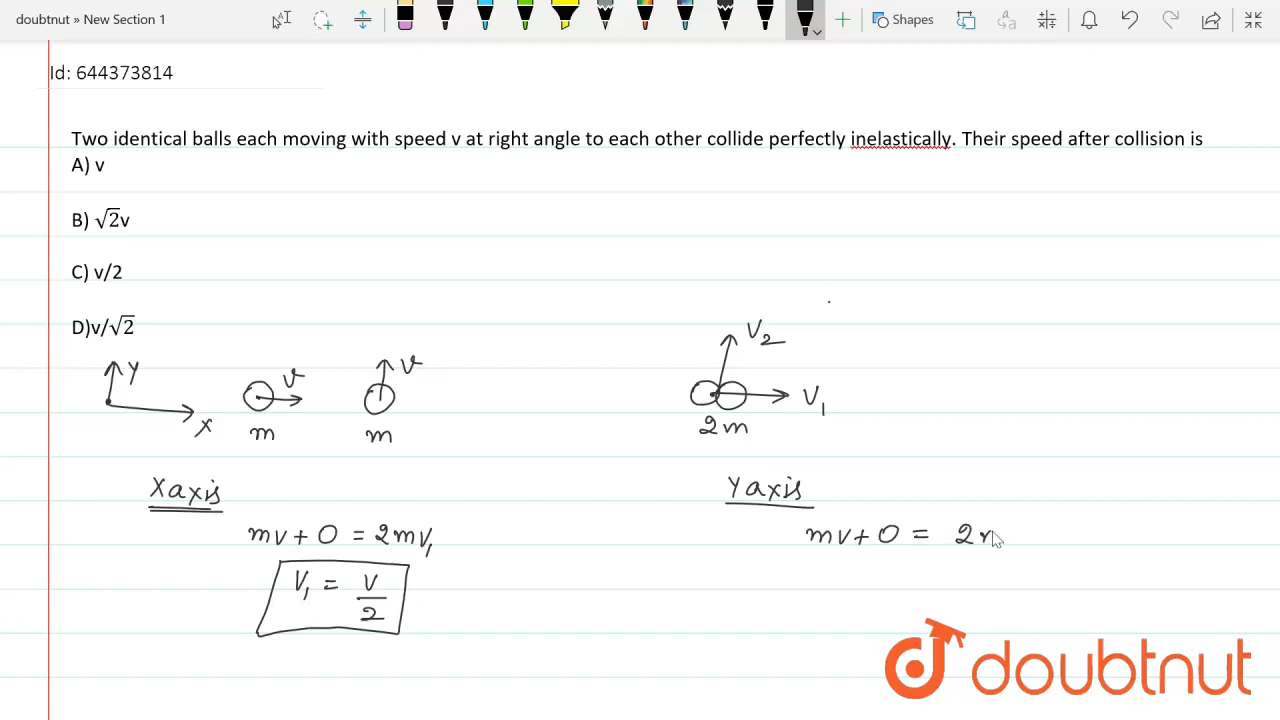 doubtnut » New Section 1
Shapes
Id: 644373814
Two identical balls each moving with speed v at right angle to each other collide perfectly inelastically. Their speed after collision is
A) v
B) √2v
C) v/2
D)v/√2
Y
X
v
m
v
m
V₂
V₁
2m
X axis
mv + 0 = 2mV₁
V₁ = v/2
Y axis
mv + 0 = 2
doubtnut